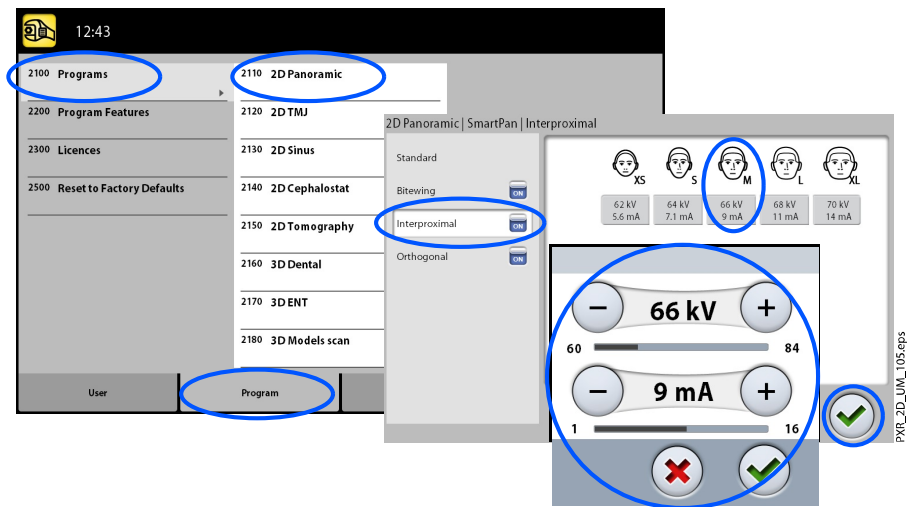 12:43
2100 Programs
2200 Program Features
2300 Licences
2500 Reset to Factory Defaults
2110 2D Panoramic
2120 2D TMJ
2130 2D Sinus
2140 2D Cephalostat
2150 2D Tomography
2160 3D Dental
2170 3D ENT
2180 3D Models scan
User
Program
2D Panoramic | SmartPan | Interproximal
Standard
Bitewing ON
Interproximal ON
Orthogonal ON
XS S M L XL
62 kV 64 kV 66 kV 68 kV 70 kV
5.6 mA 7.1 mA 9 mA 11 mA 14 mA
− 66 kV +
60 84
− 9 mA +
1 16
PXR_2D_UM_105.eps